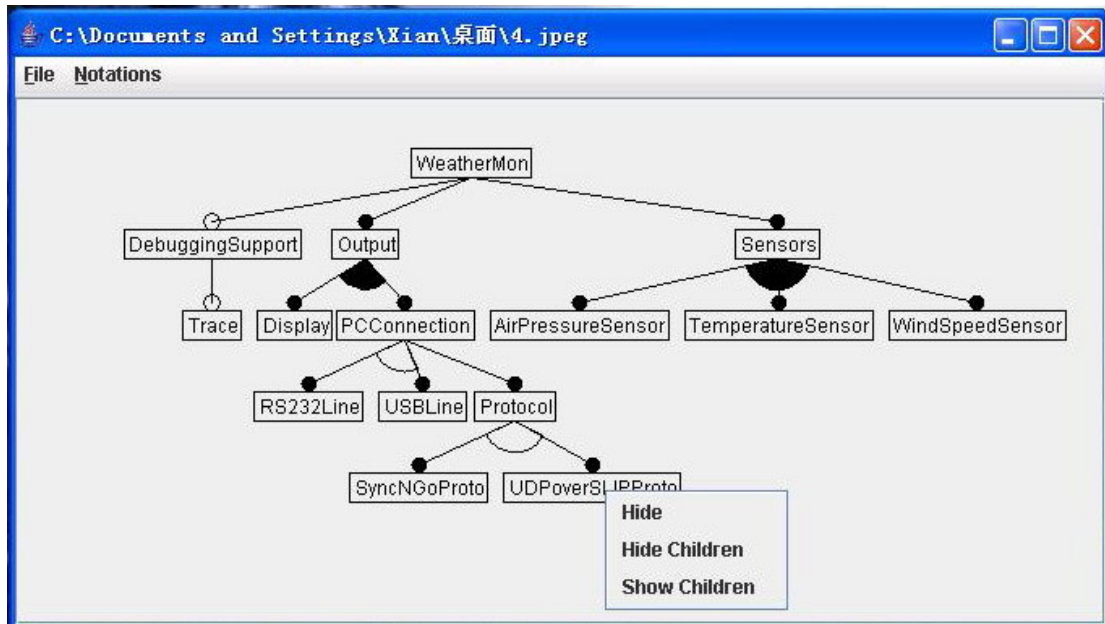 C:\Documents and Settings\Xian\桌面\4.jpeg
File Notations
WeatherMon
DebuggingSupport Output Sensors
Trace Display PCConnection AirPressureSensor TemperatureSensor WindSpeedSensor
RS232Line USBLine Protocol
SyncNGoProto UDPoverSLIPProto
Hide
Hide Children
Show Children